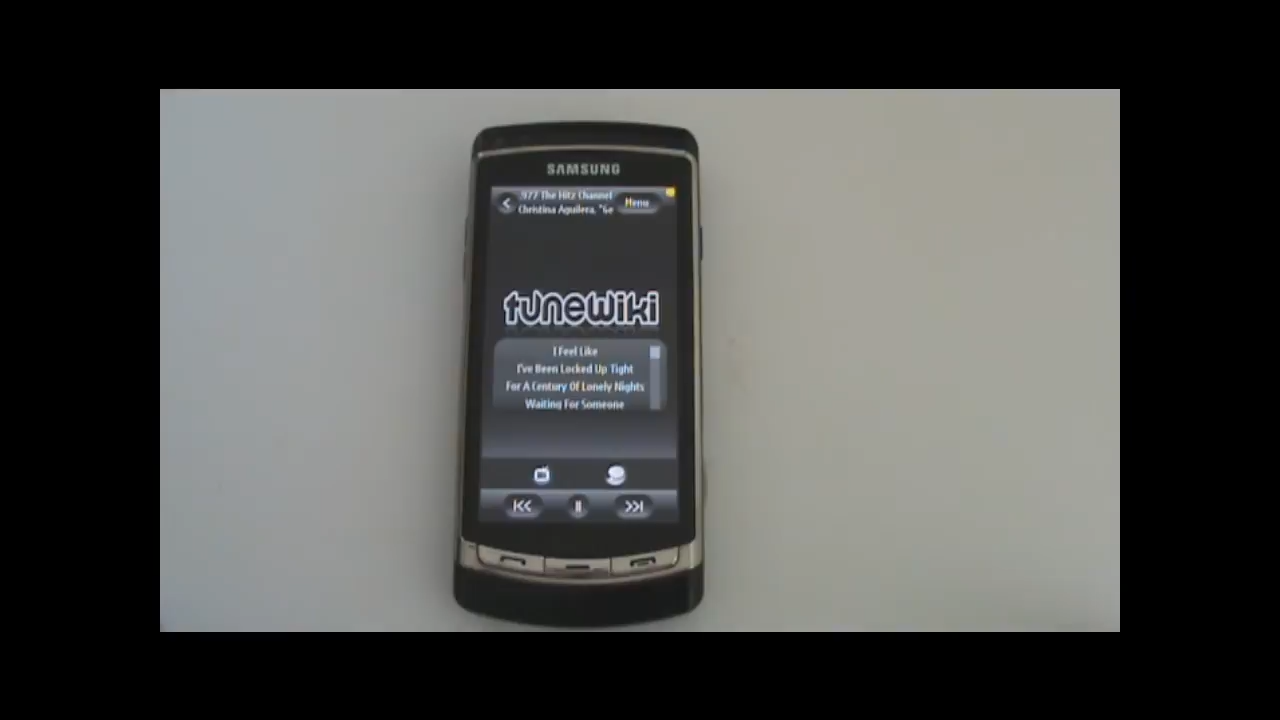 SAMSUNG
.977 The Hitz Channel
Christina Aguilera, "Ge
Menu
tunewiki
I Feel Like
I've Been Locked Up Tight
For A Century Of Lonely Nights
Waiting For Someone